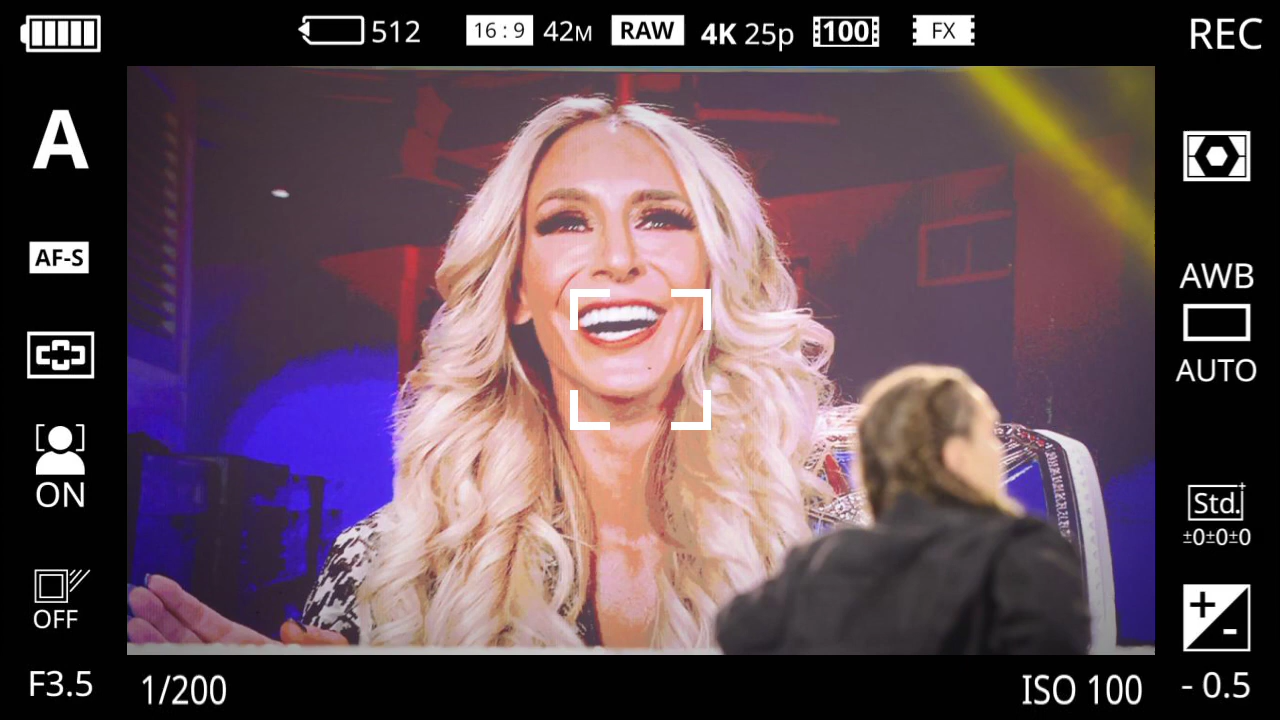 512 16:9 42M RAW 4K 25p 100 FX REC
A
AF-S
ON
OFF
F3.5
1/200
ISO 100
AWB
AUTO
Std.+
±0±0±0
+ -
- 0.5